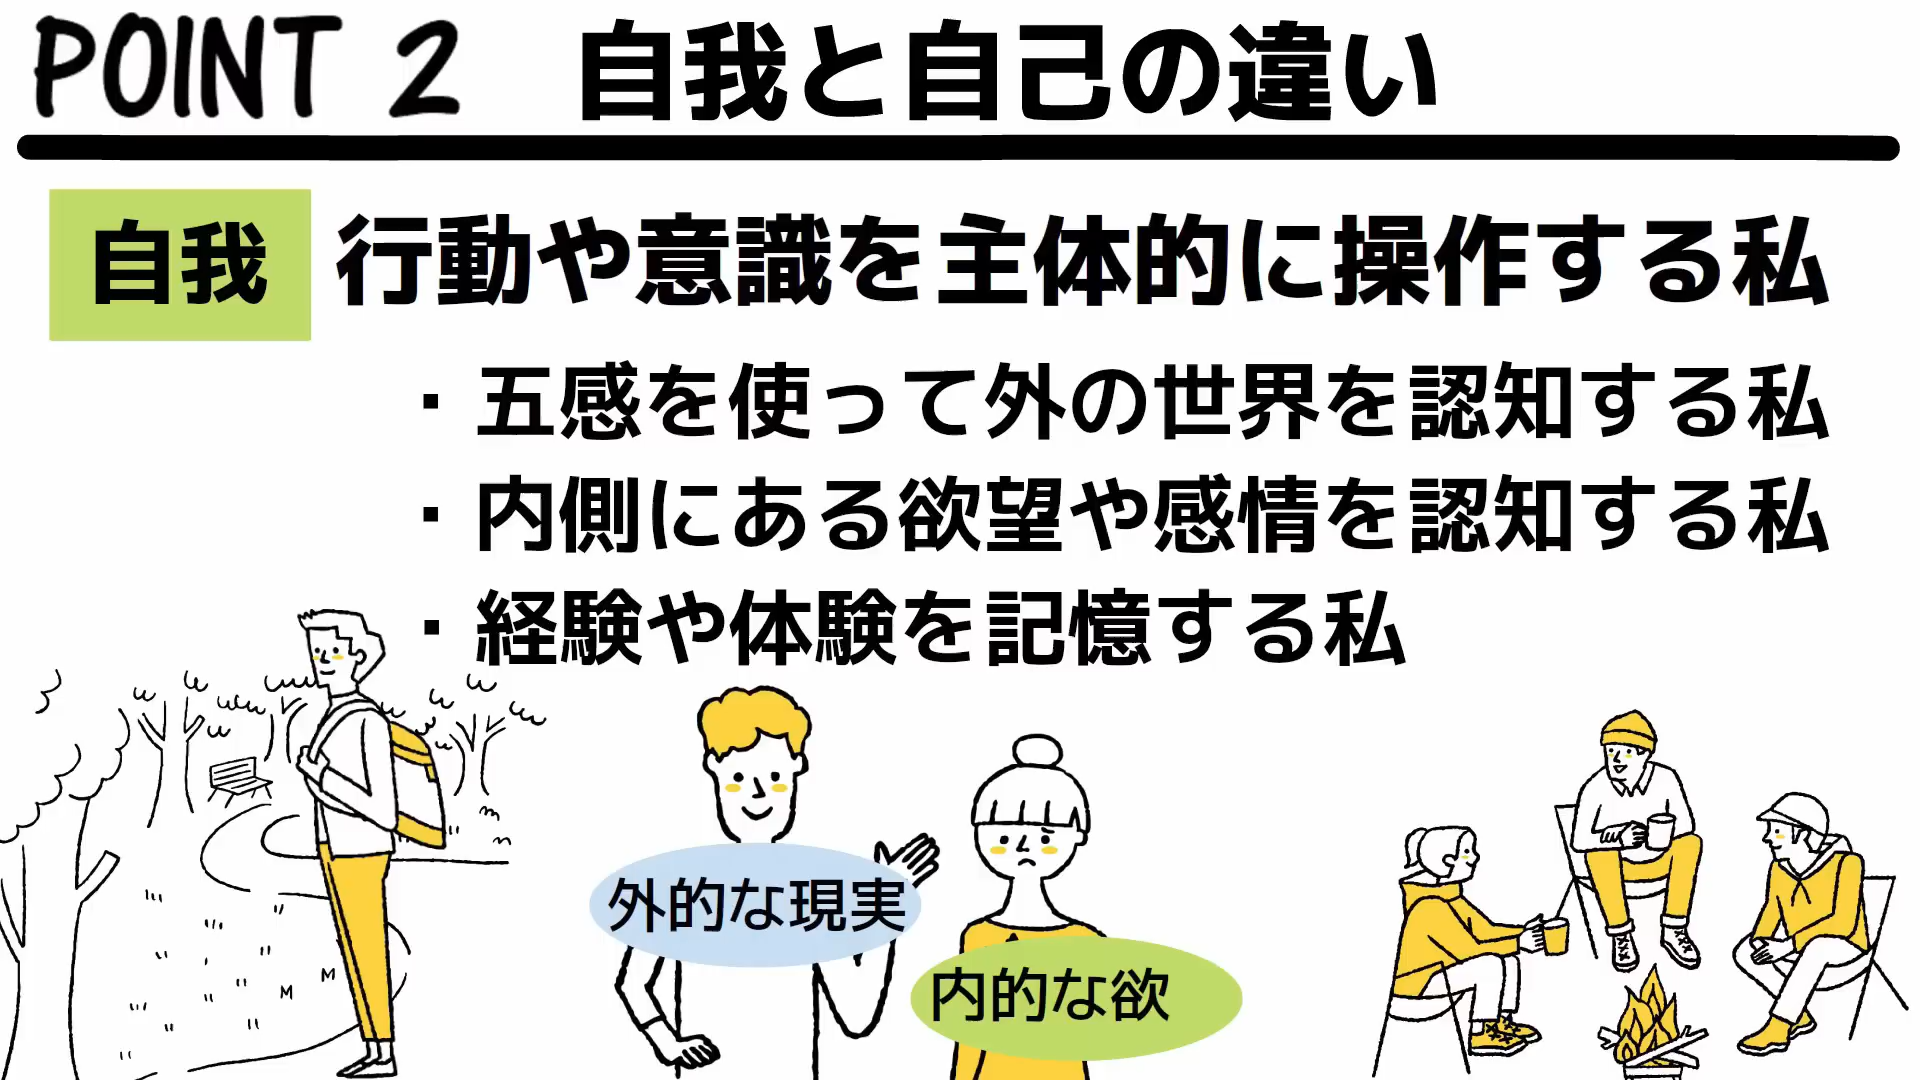 POINT 2 自我と自己の違い
自我 行動や意識を主体的に操作する私
・五感を使って外の世界を認知する私
・内側にある欲望や感情を認知する私
・経験や体験を記憶する私
外的な現実
内的な欲